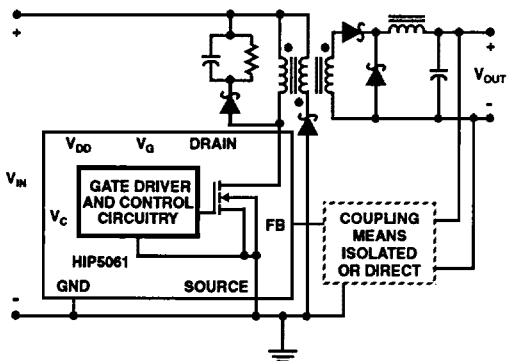 +
+
V_OUT
-
V_DD V_G DRAIN
V_IN
GATE DRIVER
AND CONTROL
CIRCUITRY
V_C
FB
COUPLING
MEANS
ISOLATED
OR DIRECT
HIP5061
GND SOURCE
-